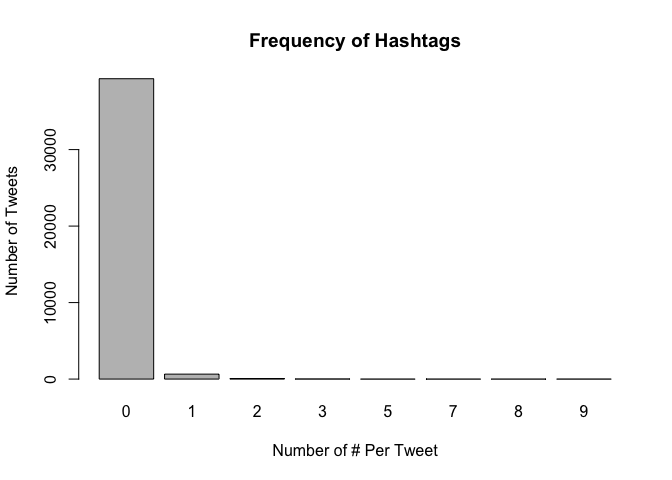 Frequency of Hashtags
Number of Tweets
30000
20000
10000
0
0 1 2 3 5 7 8 9
Number of # Per Tweet